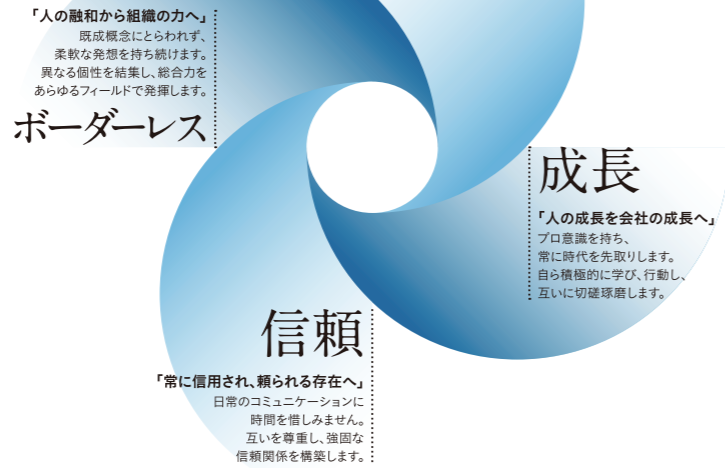 「人の融和から組織の力へ」
既成概念にとらわれず、
柔軟な発想を持ち続けます。
異なる個性を結集し、総合力を
あらゆるフィールドで発揮します。
ボーダーレス
成長
「人の成長を会社の成長へ」
プロ意識を持ち、
常に時代を先取りします。
自ら積極的に学び、行動し、
互いに切磋琢磨します。
信頼
「常に信用され、頼られる存在へ」
日常のコミュニケーションに
時間を惜しみません。
互いを尊重し、強固な
信頼関係を構築します。